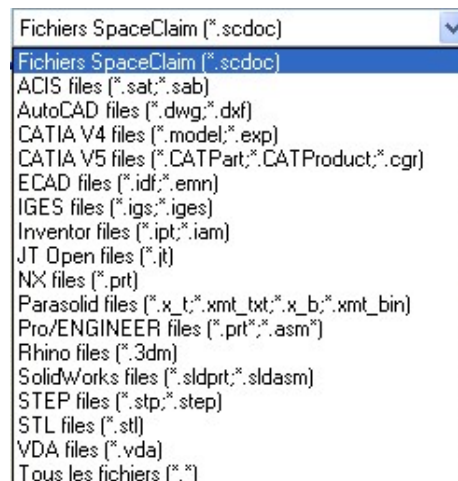 Fichiers SpaceClaim (*.scdoc)
Fichiers SpaceClaim (*.scdoc)
ACIS files (*.sat;*.sab)
AutoCAD files (*.dwg;*.dxf)
CATIA V4 files (*.model;*.exp)
CATIA V5 files (*.CATPart;*.CATProduct;*.cgr)
ECAD files (*.idf;*.emn)
IGES files (*.igs;*.iges)
Inventor files (*.ipt;*.iam)
JT Open files (*.jt)
NX files (*.prt)
Parasolid files (*.x_t;*.xmt_txt;*.x_b;*.xmt_bin)
Pro/ENGINEER files (*.prt*;*.asm*)
Rhino files (*.3dm)
SolidWorks files (*.sldprt;*.sldasm)
STEP files (*.stp;*.step)
STL files (*.stl)
VDA files (*.vda)
Tous les fichiers (*.*)